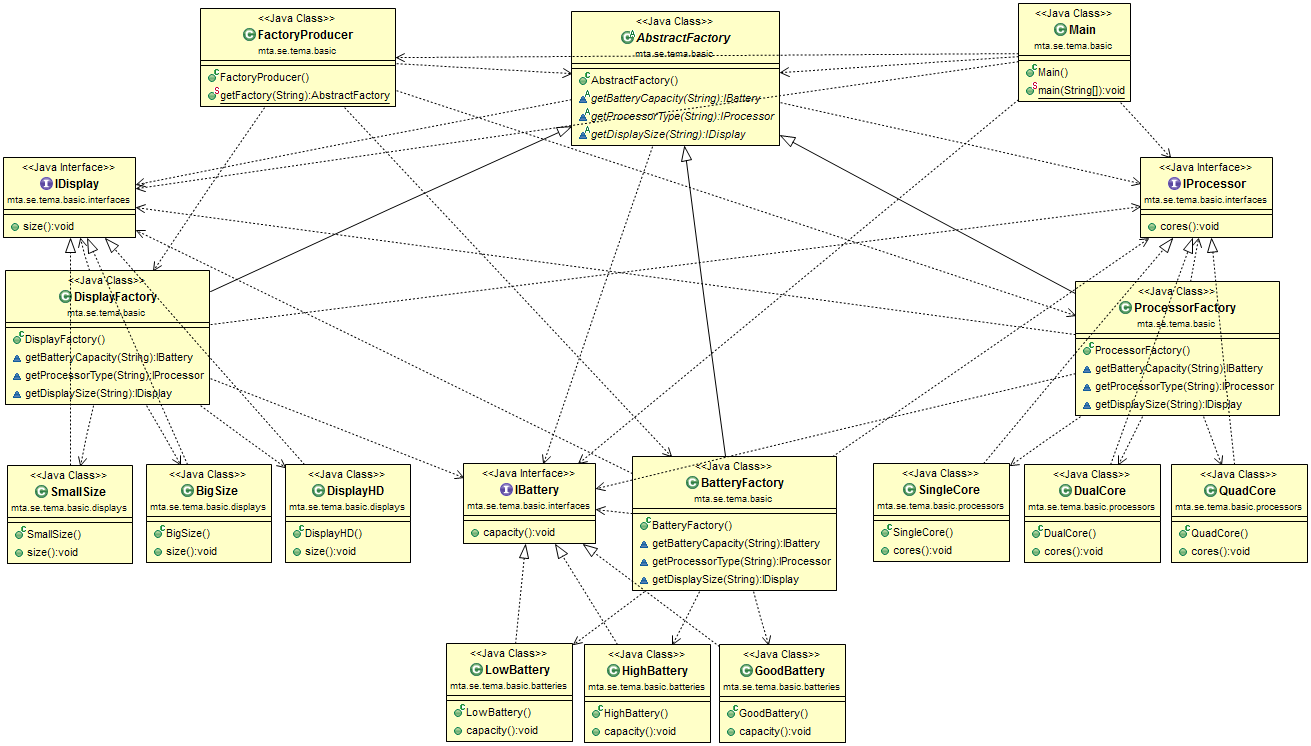 <<Java Class>>
FactoryProducer
mta.se.tema.basic
FactoryProducer()
getFactory(String):AbstractFactory
<<Java Class>>
AbstractFactory
mta.se.tema.basic
AbstractFactory()
getBatteryCapacity(String):IBattery
getProcessorType(String):IProcessor
getDisplaySize(String):IDisplay
<<Java Class>>
Main
mta.se.tema.basic
Main()
main(String[]):void
<<Java Interface>>
IDisplay
mta.se.tema.basic.interfaces
size():void
<<Java Interface>>
IProcessor
mta.se.tema.basic.interfaces
cores():void
<<Java Class>>
DisplayFactory
mta.se.tema.basic
DisplayFactory()
getBatteryCapacity(String):IBattery
getProcessorType(String):IProcessor
getDisplaySize(String):IDisplay
<<Java Class>>
ProcessorFactory
mta.se.tema.basic
ProcessorFactory()
getBatteryCapacity(String):IBattery
getProcessorType(String):IProcessor
getDisplaySize(String):IDisplay
<<Java Class>>
SmallSize
mta.se.tema.basic.displays
SmallSize()
size():void
<<Java Class>>
BigSize
mta.se.tema.basic.displays
BigSize()
size():void
<<Java Class>>
DisplayHD
mta.se.tema.basic.displays
DisplayHD()
size():void
<<Java Interface>>
IBattery
mta.se.tema.basic.interfaces
capacity():void
<<Java Class>>
BatteryFactory
mta.se.tema.basic
BatteryFactory()
getBatteryCapacity(String):IBattery
getProcessorType(String):IProcessor
getDisplaySize(String):IDisplay
<<Java Class>>
SingleCore
mta.se.tema.basic.processors
SingleCore()
cores():void
<<Java Class>>
DualCore
mta.se.tema.basic.processors
DualCore()
cores():void
<<Java Class>>
QuadCore
mta.se.tema.basic.processors
QuadCore()
cores():void
<<Java Class>>
LowBattery
mta.se.tema.basic.batteries
LowBattery()
capacity():void
<<Java Class>>
HighBattery
mta.se.tema.basic.batteries
HighBattery()
capacity():void
<<Java Class>>
GoodBattery
mta.se.tema.basic.batteries
GoodBattery()
capacity():void